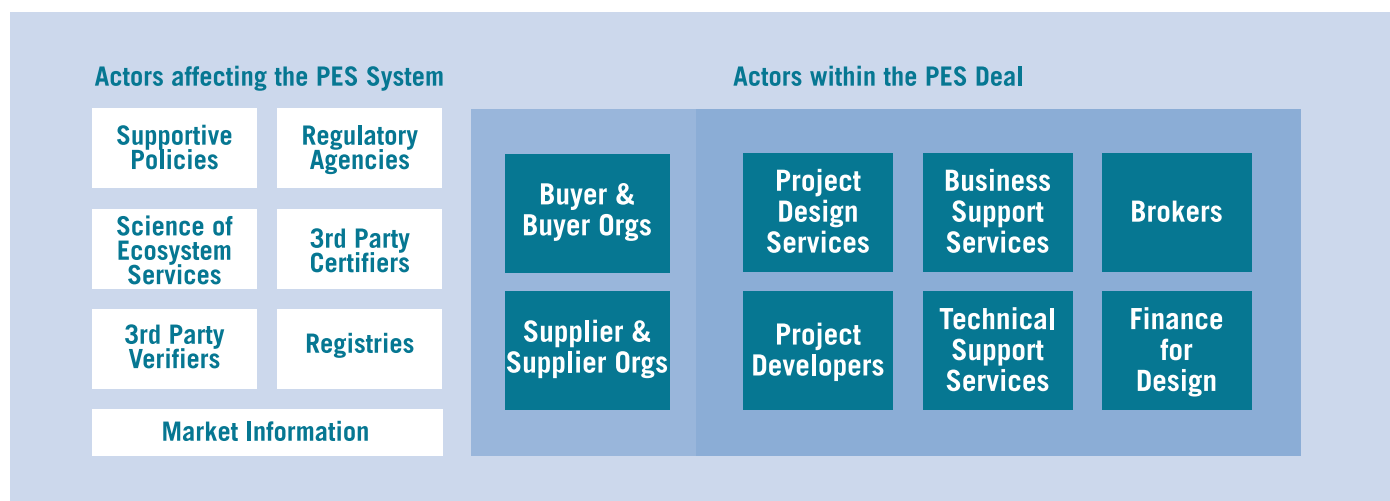 Actors affecting the PES System
Actors within the PES Deal
Supportive
Policies
Regulatory
Agencies
Science of
Ecosystem
Services
3rd Party
Certifiers
3rd Party
Verifiers
Registries
Market Information
Buyer &
Buyer Orgs
Supplier &
Supplier Orgs
Project
Design
Services
Business
Support
Services
Brokers
Project
Developers
Technical
Support
Services
Finance
for
Design